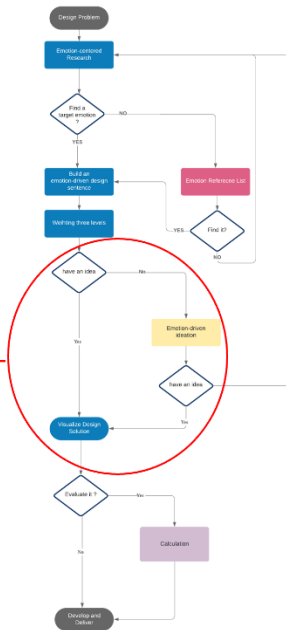 Design Problem
Emotion-centered
Research
Find a
target emotion
?
NO
YES
Build an
emotion-driven design
sentence
Emotion Reference List
Weihting three levels
YES
Find it?
NO
have an idea
No
Emotion-driven
ideation
Yes
have an idea
Yes
Visualize Design
Solution
Evaluate it ?
Yes
Calculation
No
Develop and
Deliver